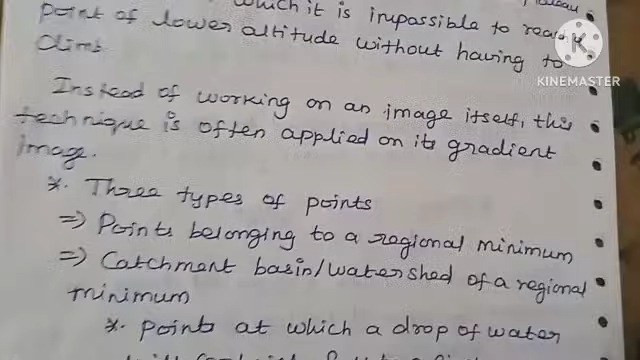 which it is impossible to reach
point of lower altitude without having to
climb
Instead of working on an image itself, this
technique is often applied on its gradient
image.
*. Three types of points
=) Points belonging to a regional minimum
=) Catchment basin/watershed of a regional
minimum
*. points at which a drop of water
KINEMASTER